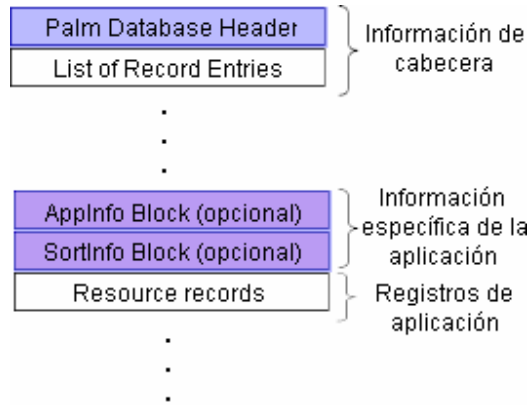 Palm Database Header
List of Record Entries
Información de
cabecera
.
.
.
AppInfo Block (opcional)
SortInfo Block (opcional)
Información
específica de la
aplicación
Resource records
Registros de
aplicación
.
.
.